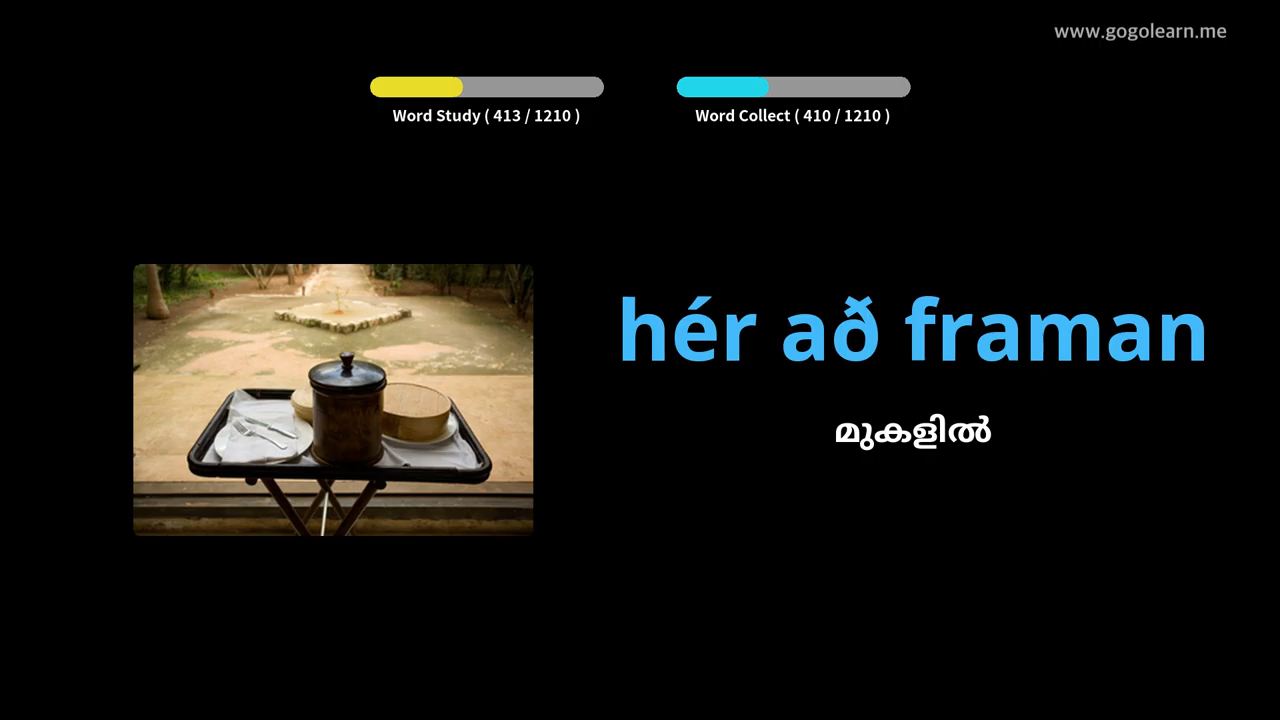 www.gogolearn.me
Word Study ( 413 / 1210 )
Word Collect ( 410 / 1210 )
hér að framan
മുകളിൽ